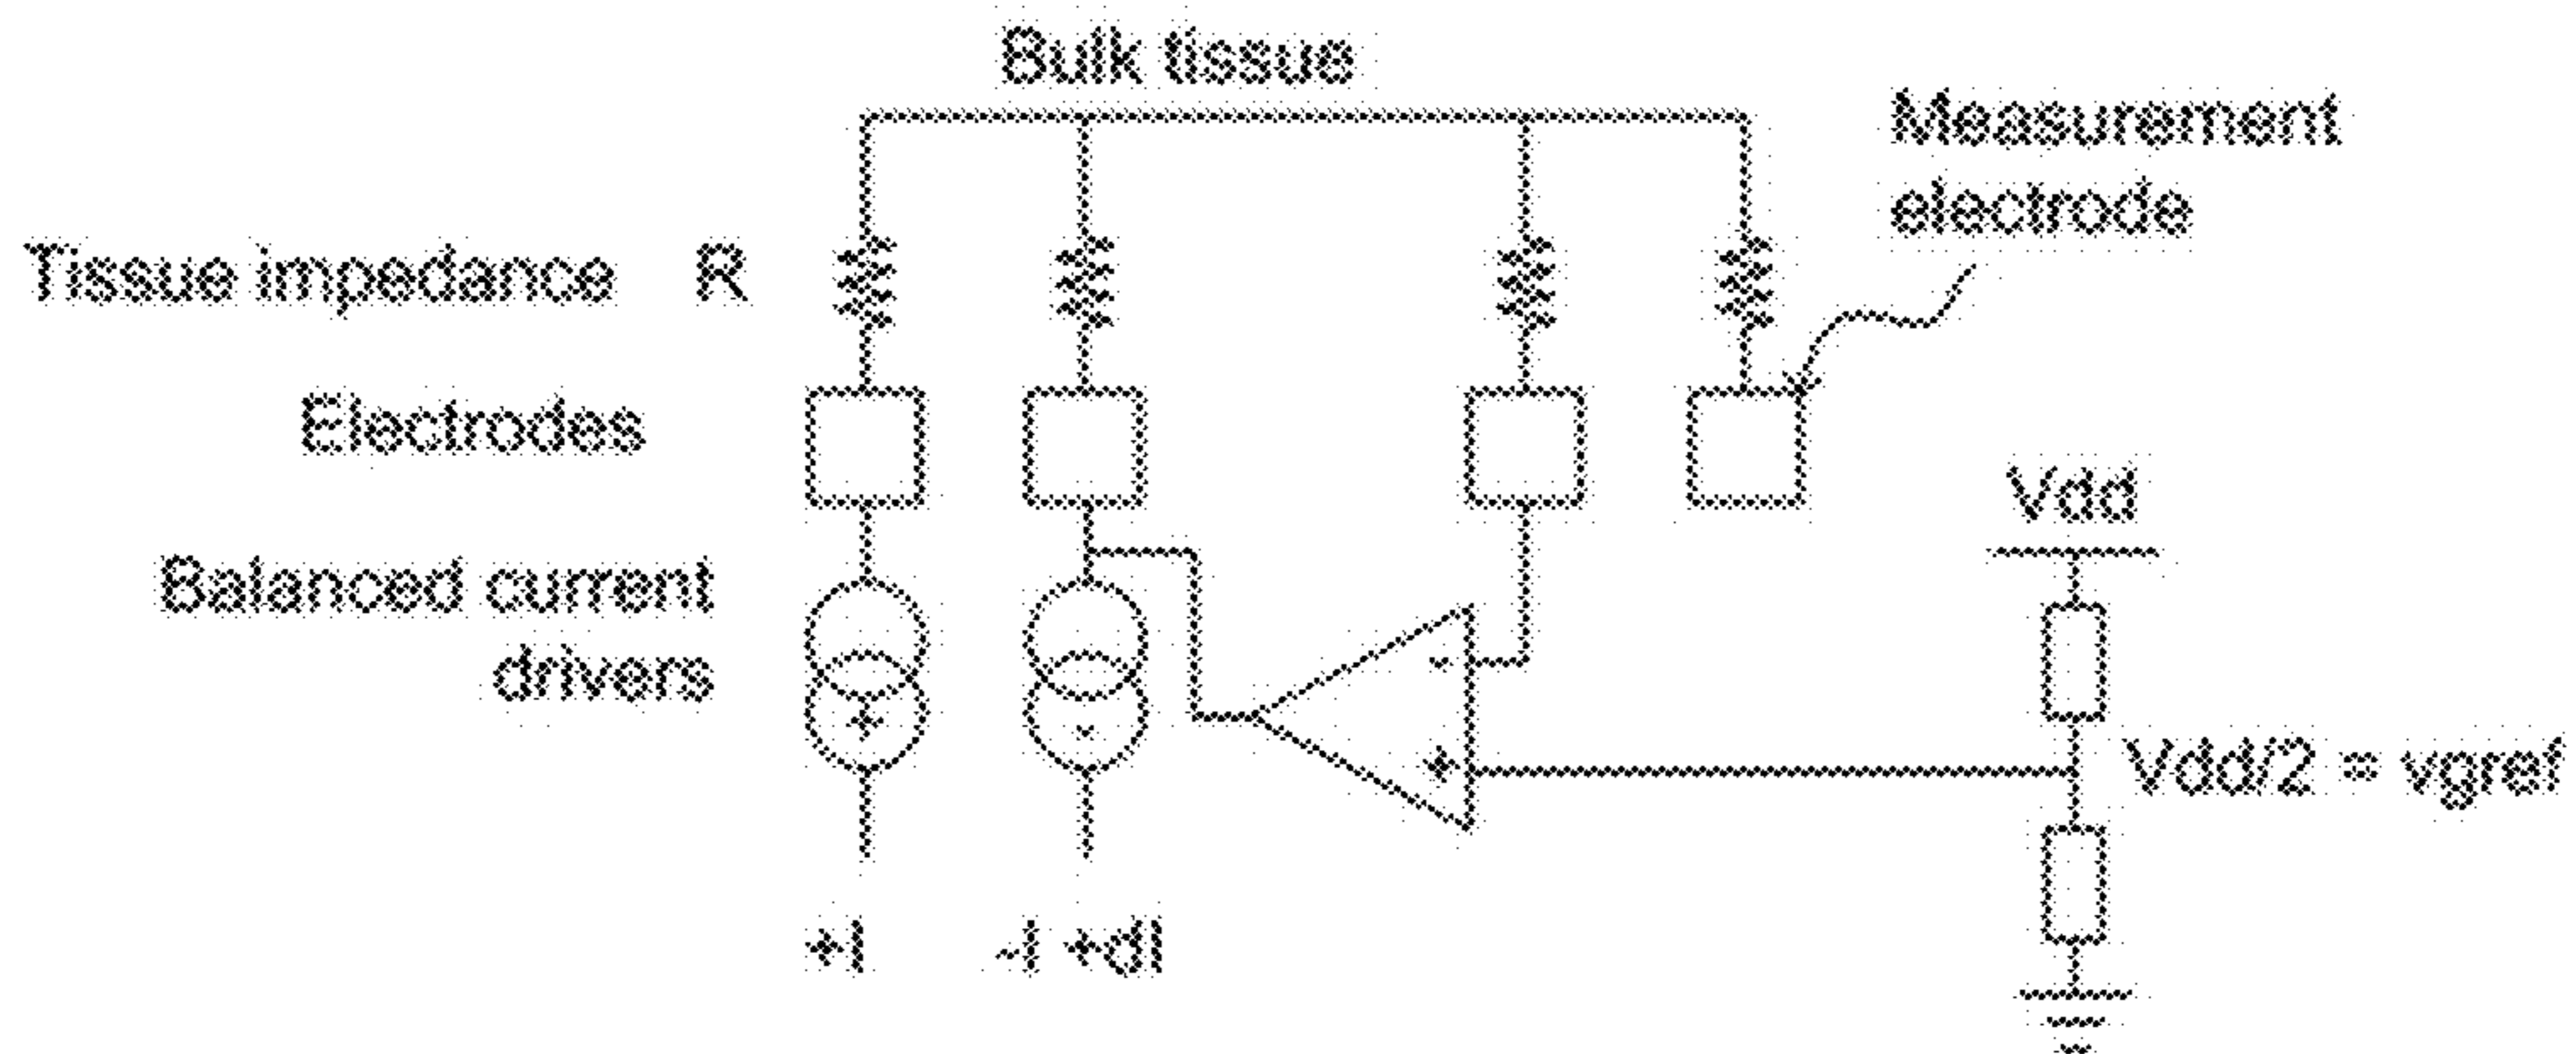 Bulk tissue
Measurement
electrode
Tissue impedance R
Electrodes
Vdd
Balanced current
drivers
-
+
+
-
Vdd/2 = vgref
+I
-I +dI